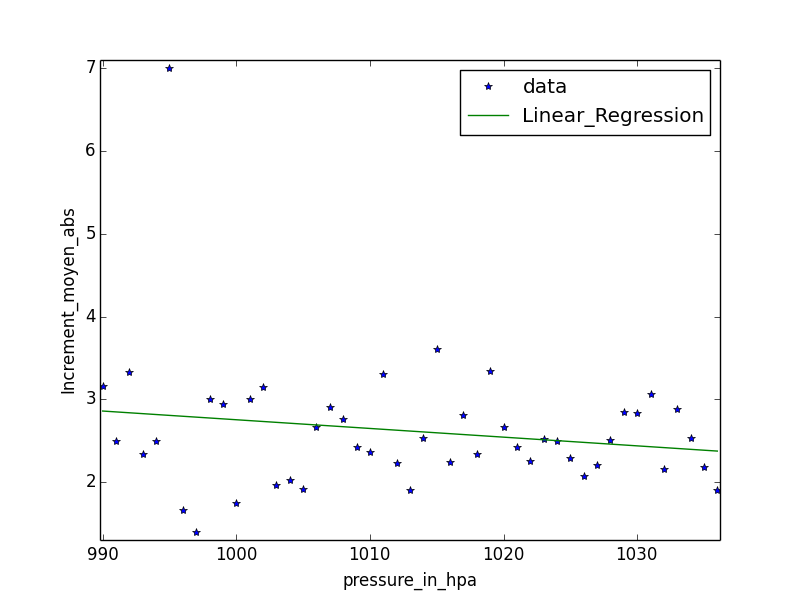 7
6
5
4
3
2
Increment_moyen_abs
data
Linear_Regression
990 1000 1010 1020 1030
pressure_in_hpa